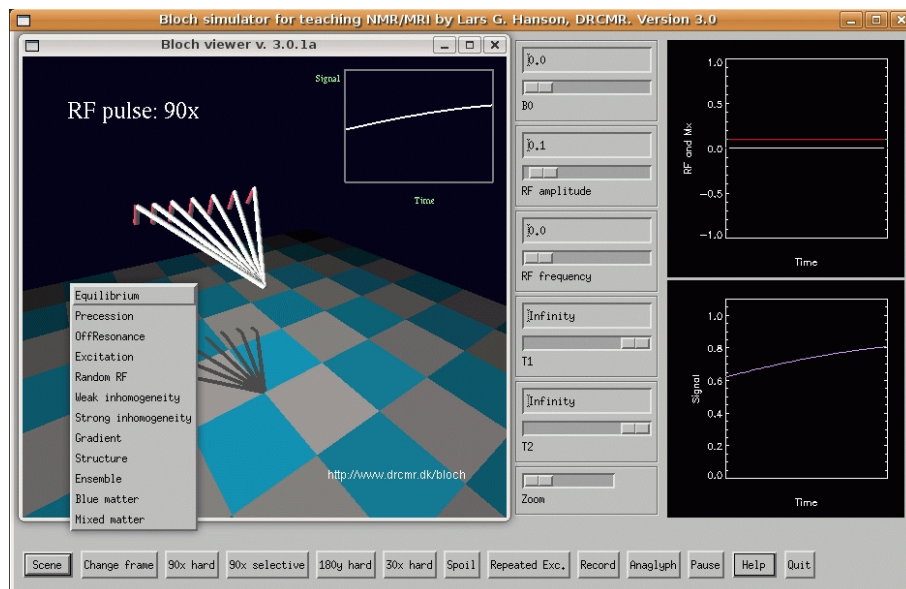 Bloch simulator for teaching NMR/MRI by Lars G. Hanson, DRCMR. Version 3.0
Bloch viewer v. 3.0.1a
RF pulse: 90x
Signal
Time
Equilibrium
Precession
OffResonance
Excitation
Random RF
Weak inhomogeneity
Strong inhomogeneity
Gradient
Structure
Ensemble
Blue matter
Mixed matter
http://www.drcmr.dk/bloch
0.0
B0
0.1
RF amplitude
0.0
RF frequency
Infinity
T1
Infinity
T2
Zoom
1.0
0.5
0.0
−0.5
−1.0
RF and Mx
Time
1.0
0.8
0.6
0.4
0.2
0.0
Signal
Time
Scene
Change frame
90x hard
90x selective
180y hard
30x hard
Spoil
Repeated Exc.
Record
Anaglyph
Pause
Help
Quit